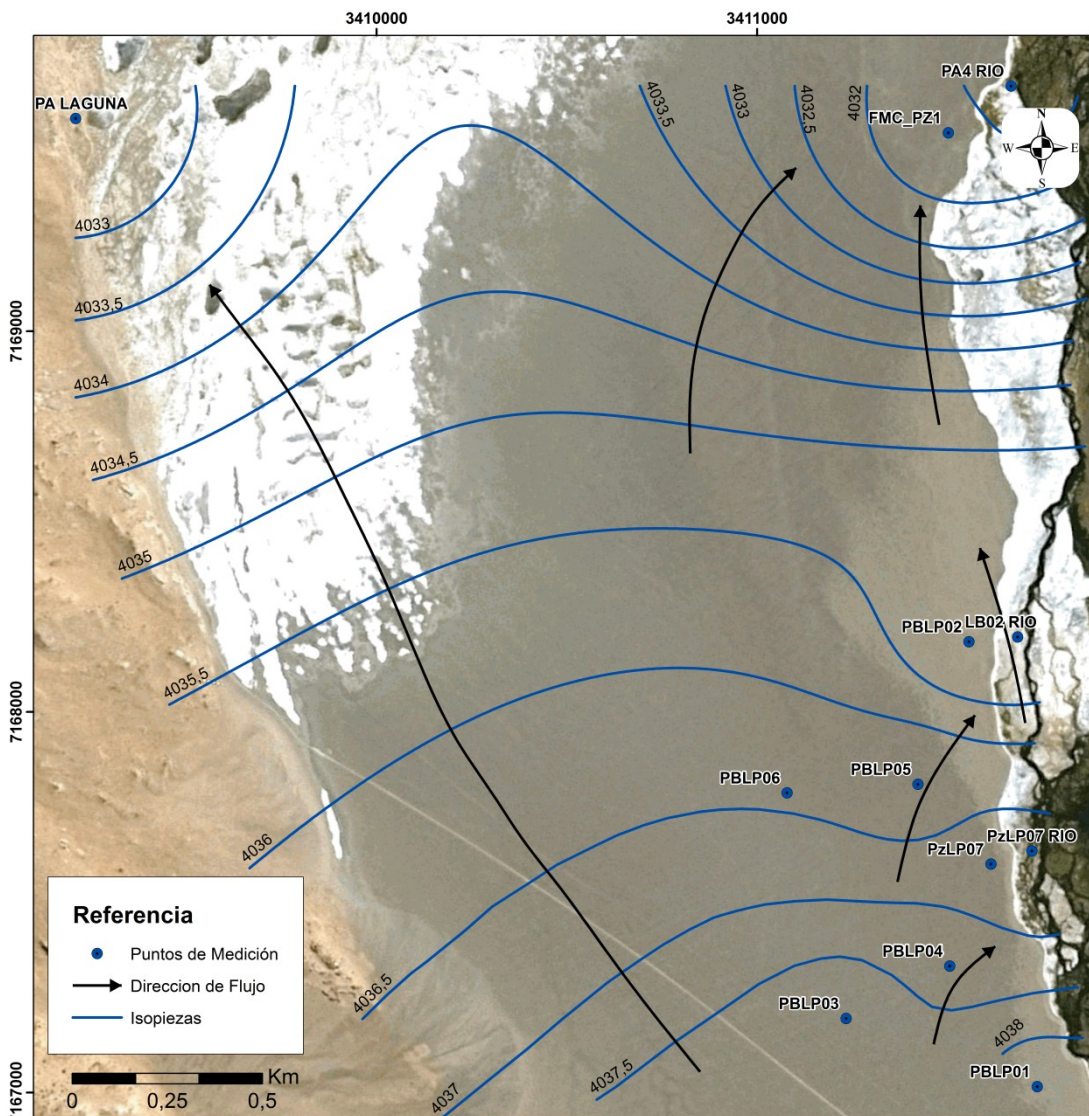 3410000
3411000
PA LAGUNA
PA4 RIO
FMC_PZ1
N
W
E
S
4033,5
4033
4032,5
4032
4033
4033,5
4034
4034,5
4035
4035,5
4036
4036,5
4037
4037,5
4038
7169000
7168000
7167000
PBLP02
LB02 RIO
PBLP05
PBLP06
PzLP07 RIO
PzLP07
PBLP04
PBLP03
PBLP01
Referencia
Puntos de Medición
Direccion de Flujo
Isopiezas
Km
0
0,25
0,5